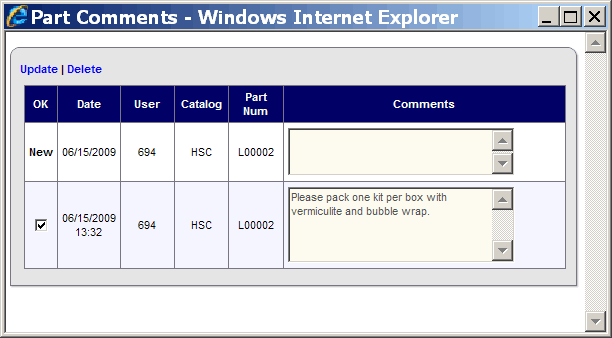 Part Comments - Windows Internet Explorer
Update | Delete
OK Date User Catalog Part Num Comments
New 06/15/2009 694 HSC L00002
06/15/2009 13:32 694 HSC L00002 Please pack one kit per box with
vermiculite and bubble wrap.